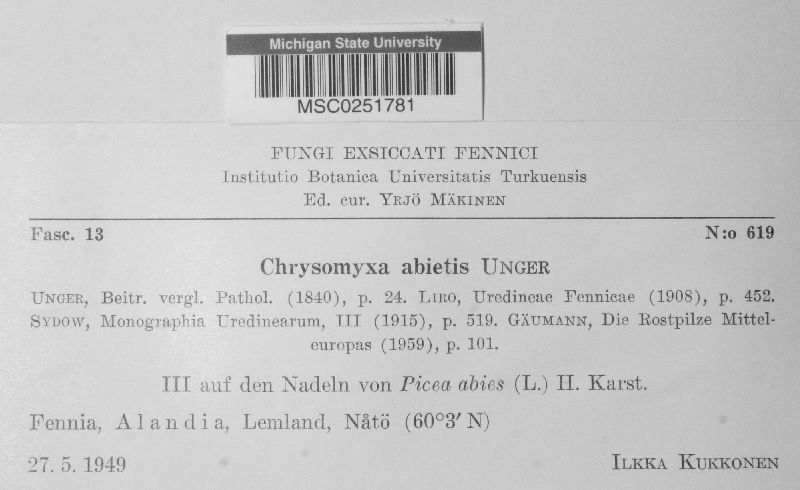 Michigan State University
MSC0251781
FUNGI EXSICCATI FENNICI
Institutio Botanica Universitatis Turkuensis
Ed. cur. YRJÖ MÄKINEN
Fasc. 13 N:o 619
Chrysomyxa abietis UNGER
UNGER, Beitr. vergl. Pathol. (1840), p. 24. LIRO, Uredineae Fennicae (1908), p. 452.
SYDOW, Monographia Uredinearum, III (1915), p. 519. GÄUMANN, Die Rostpilze Mittel-
europas (1959), p. 101.
III auf den Nadeln von Picea abies (L.) H. Karst.
Fennia, Alandia, Lemland, Nåtö (60°3′ N)
27. 5. 1949 ILKKA KUKKONEN